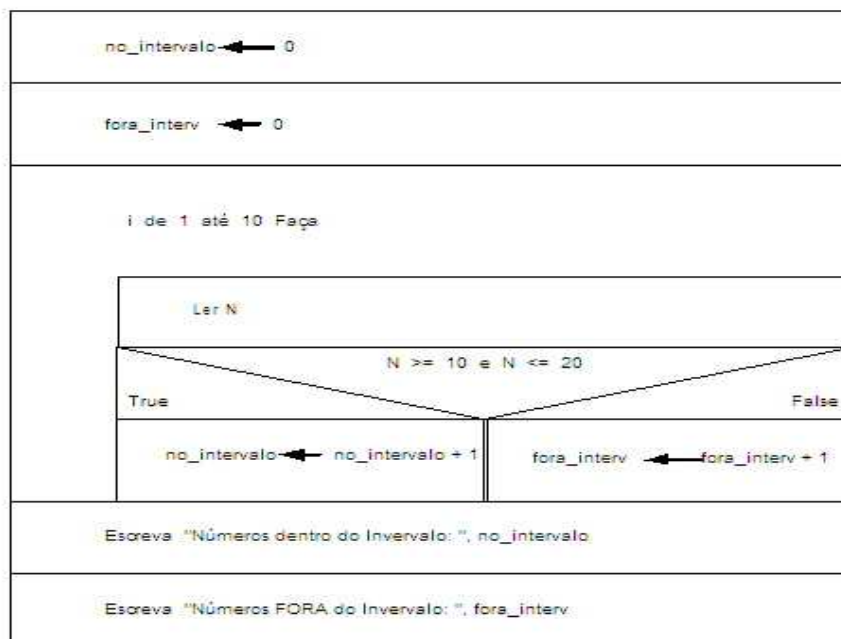 no_intervalo 0
fora_interv 0
i de 1 até 10 Faça
Ler N
N >= 10 e N <= 20
True False
no_intervalo no_intervalo + 1 fora_interv fora_interv + 1
Escreva "Números dentro do Invervalo: ", no_intervalo
Escreva "Números FORA do Invervalo: ", fora_interv